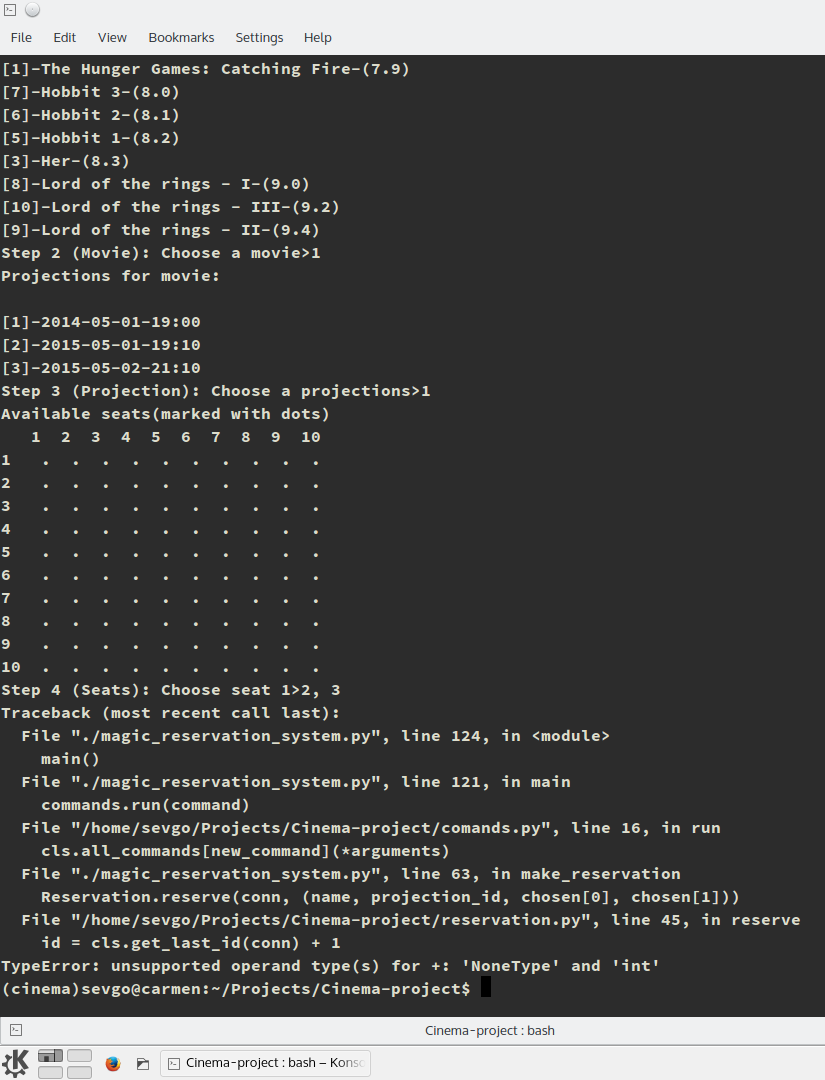 File Edit View Bookmarks Settings Help
[1]-The Hunger Games: Catching Fire-(7.9)
[7]-Hobbit 3-(8.0)
[6]-Hobbit 2-(8.1)
[5]-Hobbit 1-(8.2)
[3]-Her-(8.3)
[8]-Lord of the rings - I-(9.0)
[10]-Lord of the rings - III-(9.2)
[9]-Lord of the rings - II-(9.4)
Step 2 (Movie): Choose a movie>1
Projections for movie:
[1]-2014-05-01-19:00
[2]-2015-05-01-19:10
[3]-2015-05-02-21:10
Step 3 (Projection): Choose a projections>1
Available seats(marked with dots)
1 2 3 4 5 6 7 8 9 10
1 . . . . . . . . . .
2 . . . . . . . . . .
3 . . . . . . . . . .
4 . . . . . . . . . .
5 . . . . . . . . . .
6 . . . . . . . . . .
7 . . . . . . . . . .
8 . . . . . . . . . .
9 . . . . . . . . . .
10 . . . . . . . . . .
Step 4 (Seats): Choose seat 1>2, 3
Traceback (most recent call last):
File "./magic_reservation_system.py", line 124, in <module>
main()
File "./magic_reservation_system.py", line 121, in main
commands.run(command)
File "/home/sevgo/Projects/Cinema-project/comands.py", line 16, in run
cls.all_commands[new_command](*arguments)
File "./magic_reservation_system.py", line 63, in make_reservation
Reservation.reserve(conn, (name, projection_id, chosen[0], chosen[1]))
File "/home/sevgo/Projects/Cinema-project/reservation.py", line 45, in reserve
id = cls.get_last_id(conn) + 1
TypeError: unsupported operand type(s) for +: 'NoneType' and 'int'
(cinema)sevgo@carmen:~/Projects/Cinema-project$
Cinema-project : bash
Cinema-project : bash – Konso